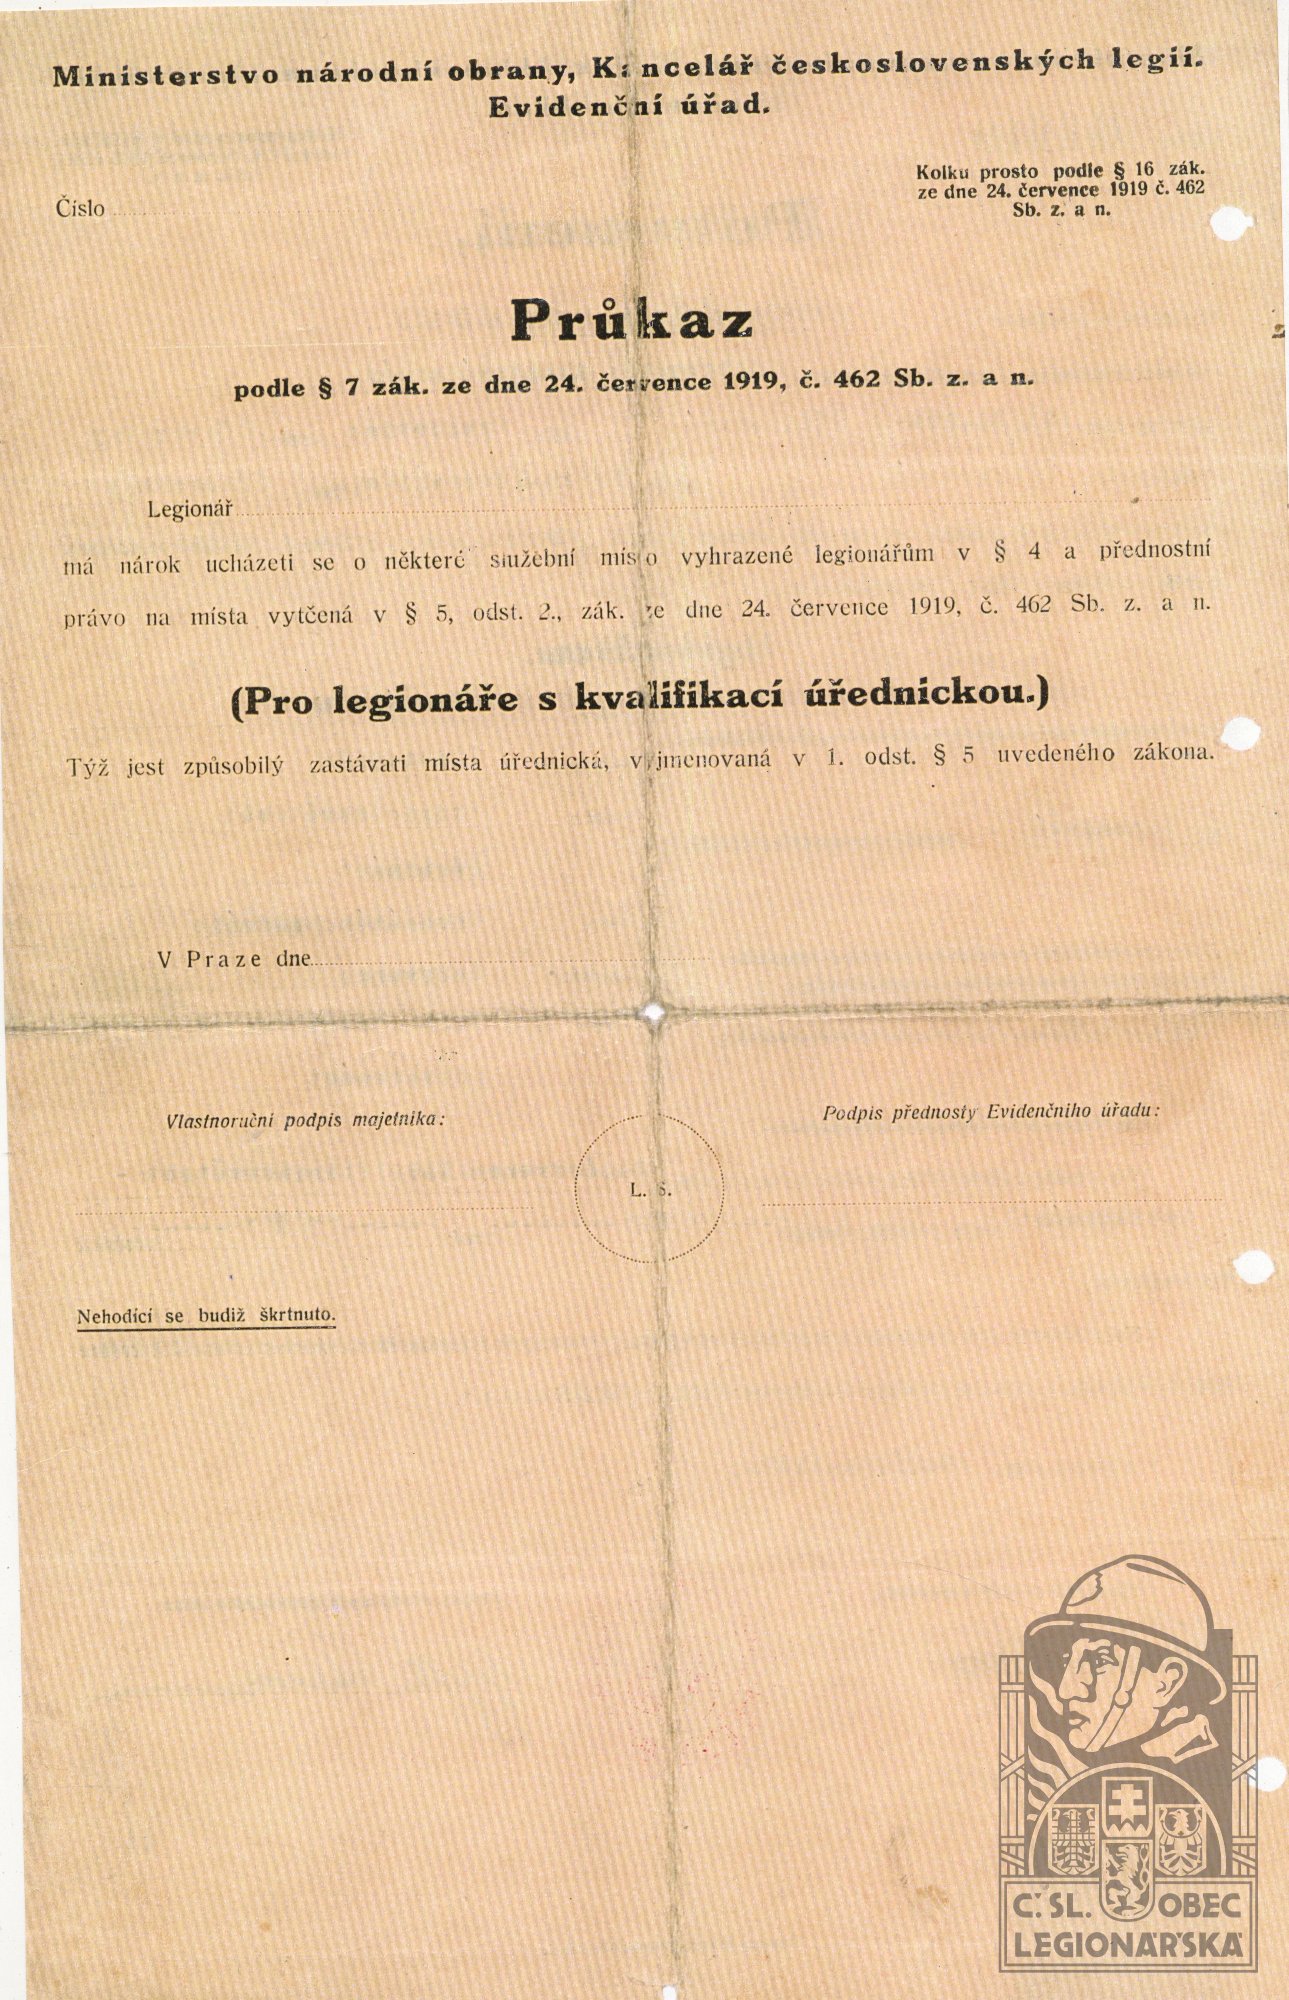 Ministerstvo národní obrany, Kancelář československých legií.
Evidenční úřad.
Kolku prosto podle § 16 zák.
ze dne 24. července 1919 č. 462
Sb. z. a n.
Číslo
Průkaz
podle § 7 zák. ze dne 24. července 1919, č. 462 Sb. z. a n.
Legionář
má nárok ucházeti se o některé služební místo vyhrazené legionářům v § 4 a přednostní
právo na místa vytčená v § 5, odst. 2., zák. ze dne 24. července 1919, č. 462 Sb. z. a n.
(Pro legionáře s kvalifikací úřednickou.)
Týž jest způsobilý zastávati místa úřednická, vyjmenovaná v 1. odst. § 5 uvedeného zákona.
V Praze dne
Vlastnoruční podpis majetníka:
Podpis přednosty Evidenčního úřadu:
L. S.
Nehodící se budiž škrtnuto.
Č. SL. OBEC
LEGIONÁŘSKÁ